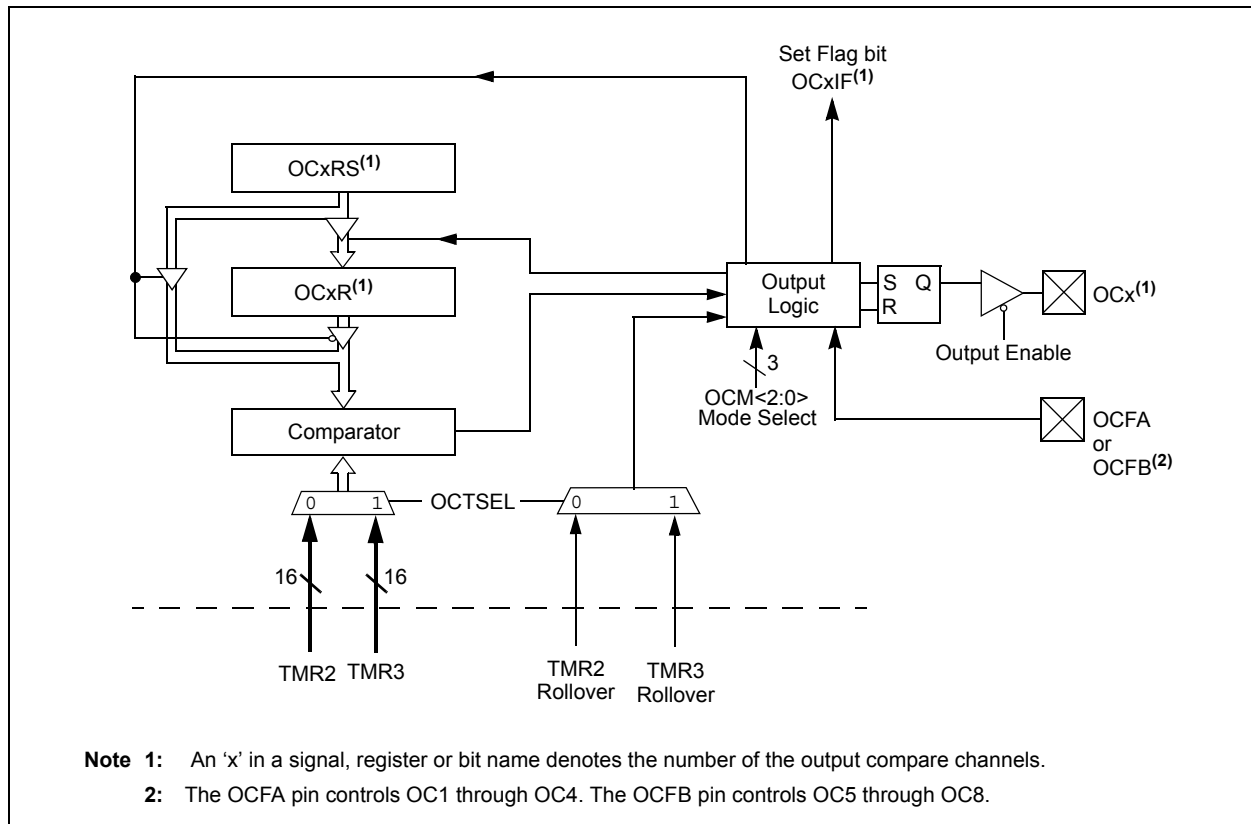 Set Flag bit
OCxIF(1)
OCxRS(1)
OCxR(1)
Output
Logic
S Q
R
OCx(1)
Output Enable
3
OCM<2:0>
Mode Select
OCFA
or
OCFB(2)
Comparator
0 1
OCTSEL
0 1
16
16
TMR2
TMR3
TMR2
Rollover
TMR3
Rollover
Note 1: An ‘x’ in a signal, register or bit name denotes the number of the output compare channels.
2: The OCFA pin controls OC1 through OC4. The OCFB pin controls OC5 through OC8.